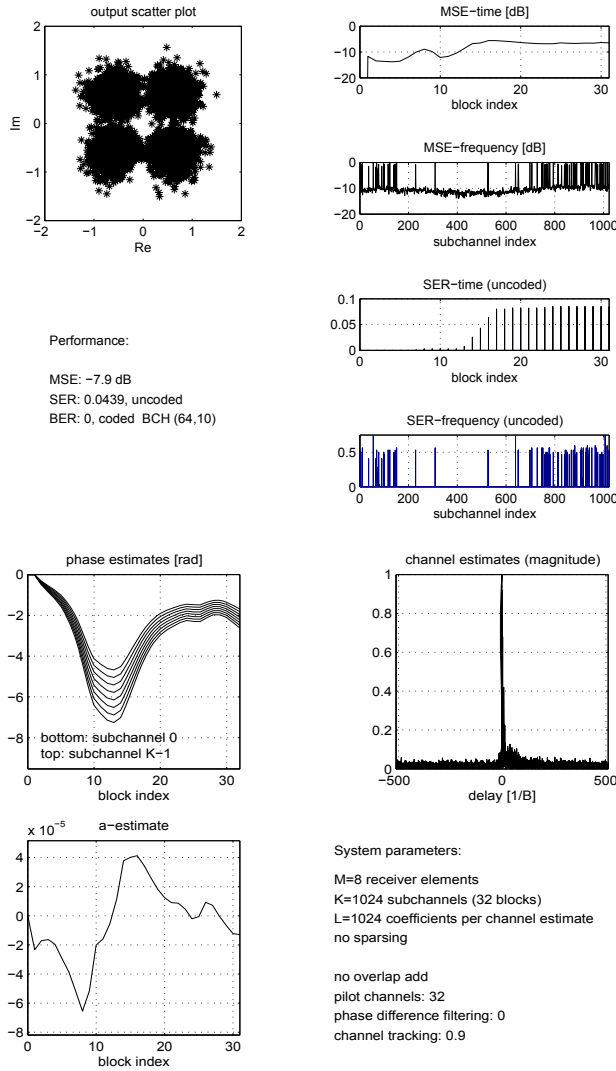 output scatter plot
2
1
0
−1
−2
Im
−2
−1
0
1
2
Re
MSE−time [dB]
0
−10
−20
0
10
20
30
block index
MSE−frequency [dB]
0
−10
−20
0
200
400
600
800
1000
subchannel index
SER−time (uncoded)
0.1
0.05
0
0
10
20
30
block index
Performance:
MSE: −7.9 dB
SER: 0.0439, uncoded
BER: 0, coded BCH (64,10)
SER−frequency (uncoded)
0.5
0
0
200
400
600
800
1000
subchannel index
phase estimates [rad]
0
−2
−4
−6
−8
bottom: subchannel 0
top: subchannel K−1
0
10
20
30
block index
channel estimates (magnitude)
1
0.8
0.6
0.4
0.2
0
−500
0
500
delay [1/B]
x 10⁻⁵
a−estimate
4
2
0
−2
−4
−6
−8
0
10
20
30
block index
System parameters:
M=8 receiver elements
K=1024 subchannels (32 blocks)
L=1024 coefficients per channel estimate
no sparsing
no overlap add
pilot channels: 32
phase difference filtering: 0
channel tracking: 0.9